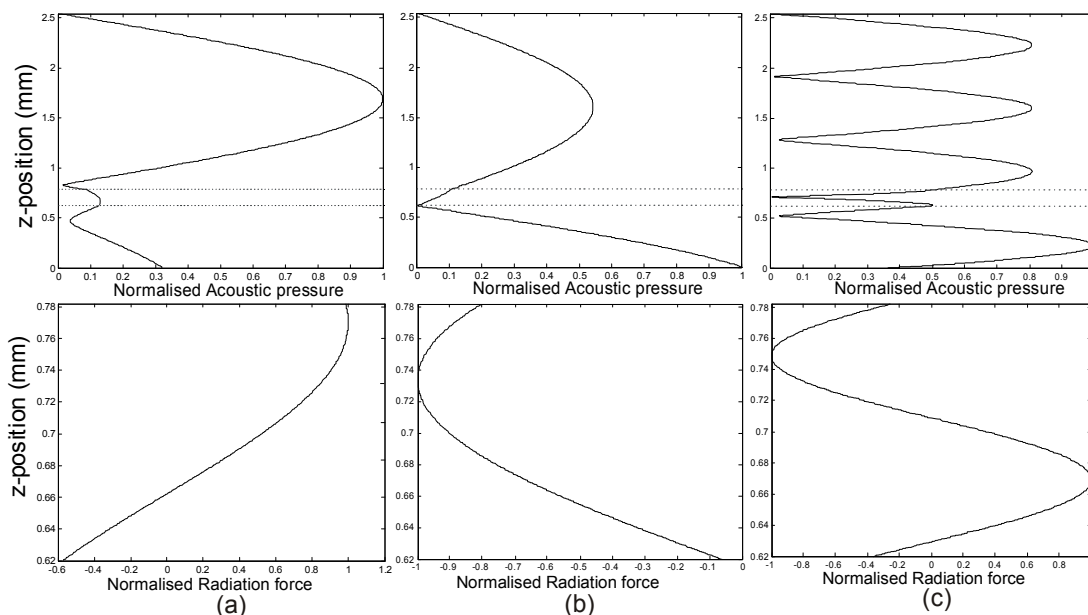 z-position (mm)
2.5
2
1.5
1
0.5
0
0 0.1 0.2 0.3 0.4 0.5 0.6 0.7 0.8 0.9 1
Normalised Acoustic pressure
2.5
2
1.5
1
0.5
0
0 0.1 0.2 0.3 0.4 0.5 0.6 0.7 0.8 0.9 1
Normalised Acoustic pressure
2.5
2
1.5
1
0.5
0
0 0.1 0.2 0.3 0.4 0.5 0.6 0.7 0.8 0.9
Normalised Acoustic pressure
z-position (mm)
0.78
0.76
0.74
0.72
0.7
0.68
0.66
0.64
0.62
-0.6 -0.4 -0.2 0 0.2 0.4 0.6 0.8 1 1.2
Normalised Radiation force
(a)
0.78
0.76
0.74
0.72
0.7
0.68
0.66
0.64
0.62
-1 -0.9 -0.8 -0.7 -0.6 -0.5 -0.4 -0.3 -0.2 -0.1 0
Normalised Radiation force
(b)
0.78
0.76
0.74
0.72
0.7
0.68
0.66
0.64
0.62
-1 -0.8 -0.6 -0.4 -0.2 0 0.2 0.4 0.6 0.8
Normalised Radiation force
(c)